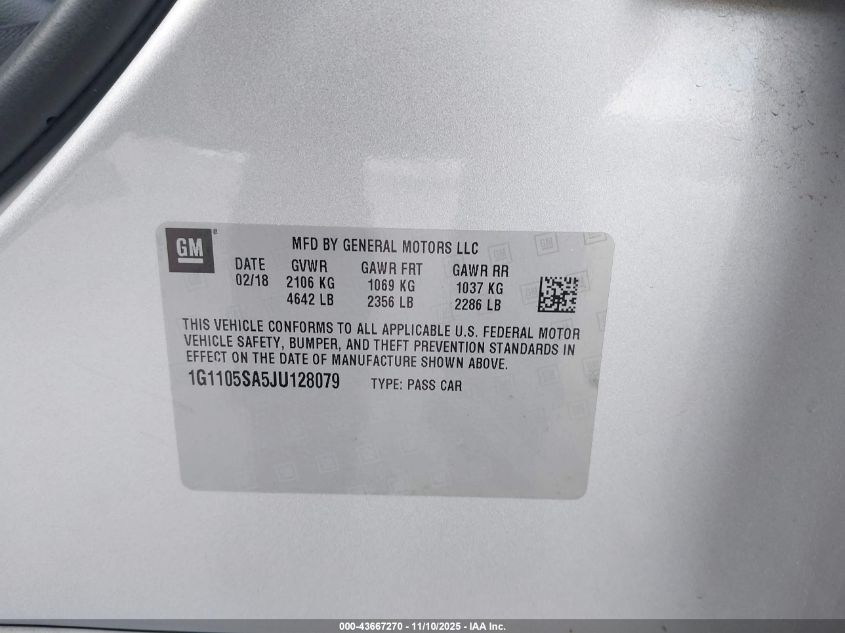 GM
MFD BY GENERAL MOTORS LLC
DATE GVWR GAWR FRT GAWR RR
02/18 2106 KG 1069 KG 1037 KG
4642 LB 2356 LB 2286 LB
THIS VEHICLE CONFORMS TO ALL APPLICABLE U.S. FEDERAL MOTOR
VEHICLE SAFETY, BUMPER, AND THEFT PREVENTION STANDARDS IN
EFFECT ON THE DATE OF MANUFACTURE SHOWN ABOVE.
1G1105SA5JU128079 TYPE: PASS CAR
000-43667270 - 11/10/2025 - IAA Inc.